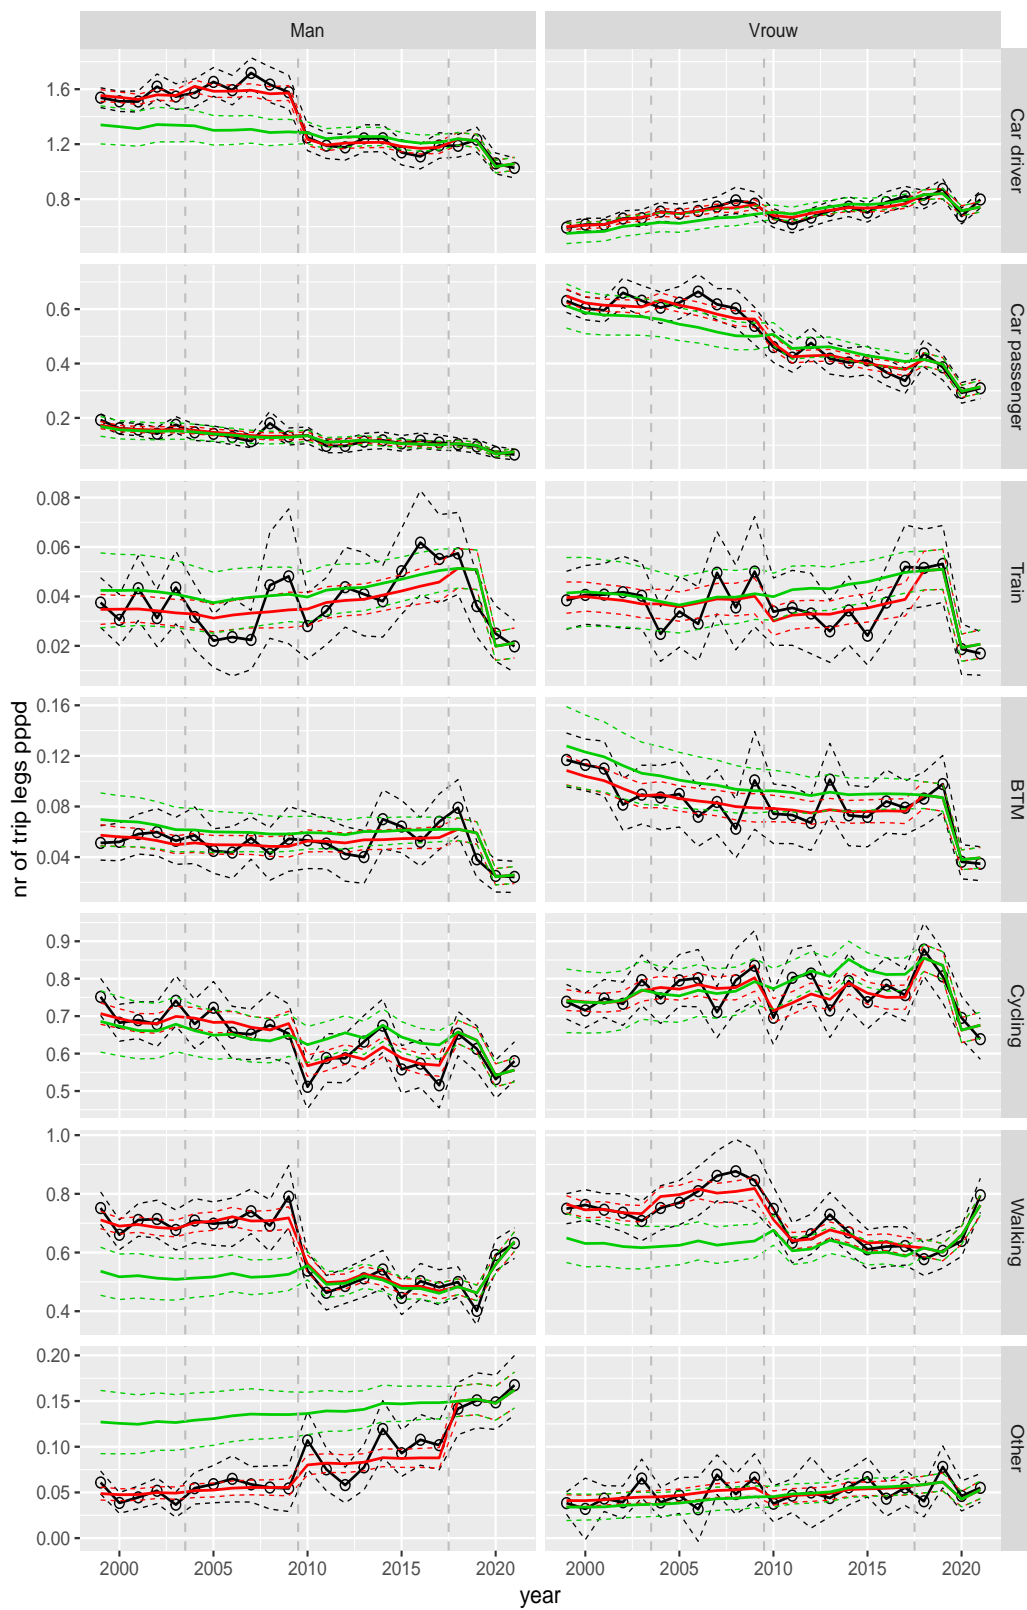 Man Vrouw
1.6
1.2
0.8
Car driver
0.6
0.4
0.2
Car passenger
0.08
0.06
0.04
0.02
Train
0.16
0.12
0.08
0.04
BTM
nr of trip legs pppd
0.9
0.8
0.7
0.6
0.5
Cycling
1.0
0.8
0.6
0.4
Walking
0.20
0.15
0.10
0.05
0.00
Other
2000 2005 2010 2015 2020 2000 2005 2010 2015 2020
year